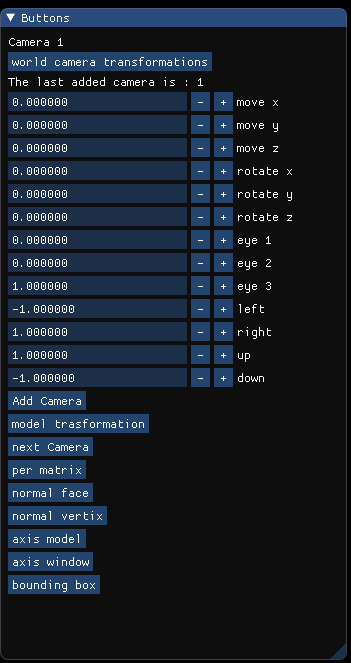 Buttons
Camera 1
world camera transformations
The last added camera is : 1
0.000000 - + move x
0.000000 - + move y
0.000000 - + move z
0.000000 - + rotate x
0.000000 - + rotate y
0.000000 - + rotate z
0.000000 - + eye 1
0.000000 - + eye 2
1.000000 - + eye 3
-1.000000 - + left
1.000000 - + right
1.000000 - + up
-1.000000 - + down
Add Camera
model trasformation
next Camera
per matrix
normal face
normal vertix
axis model
axis window
bounding box